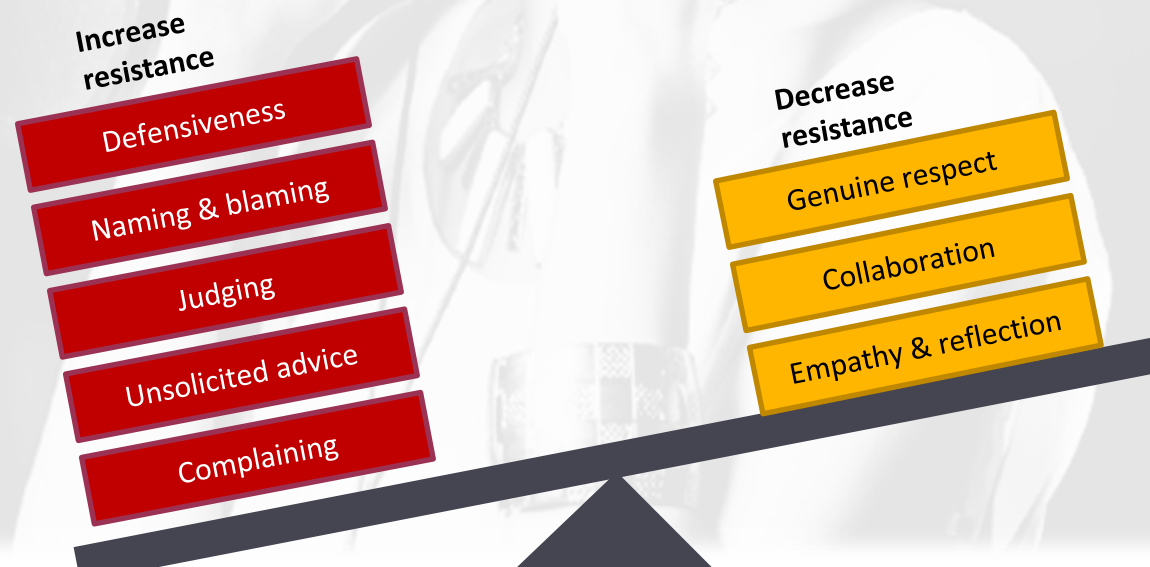 Increase
resistance
Defensiveness
Naming & blaming
Judging
Unsolicited advice
Complaining
Decrease
resistance
Genuine respect
Collaboration
Empathy & reflection